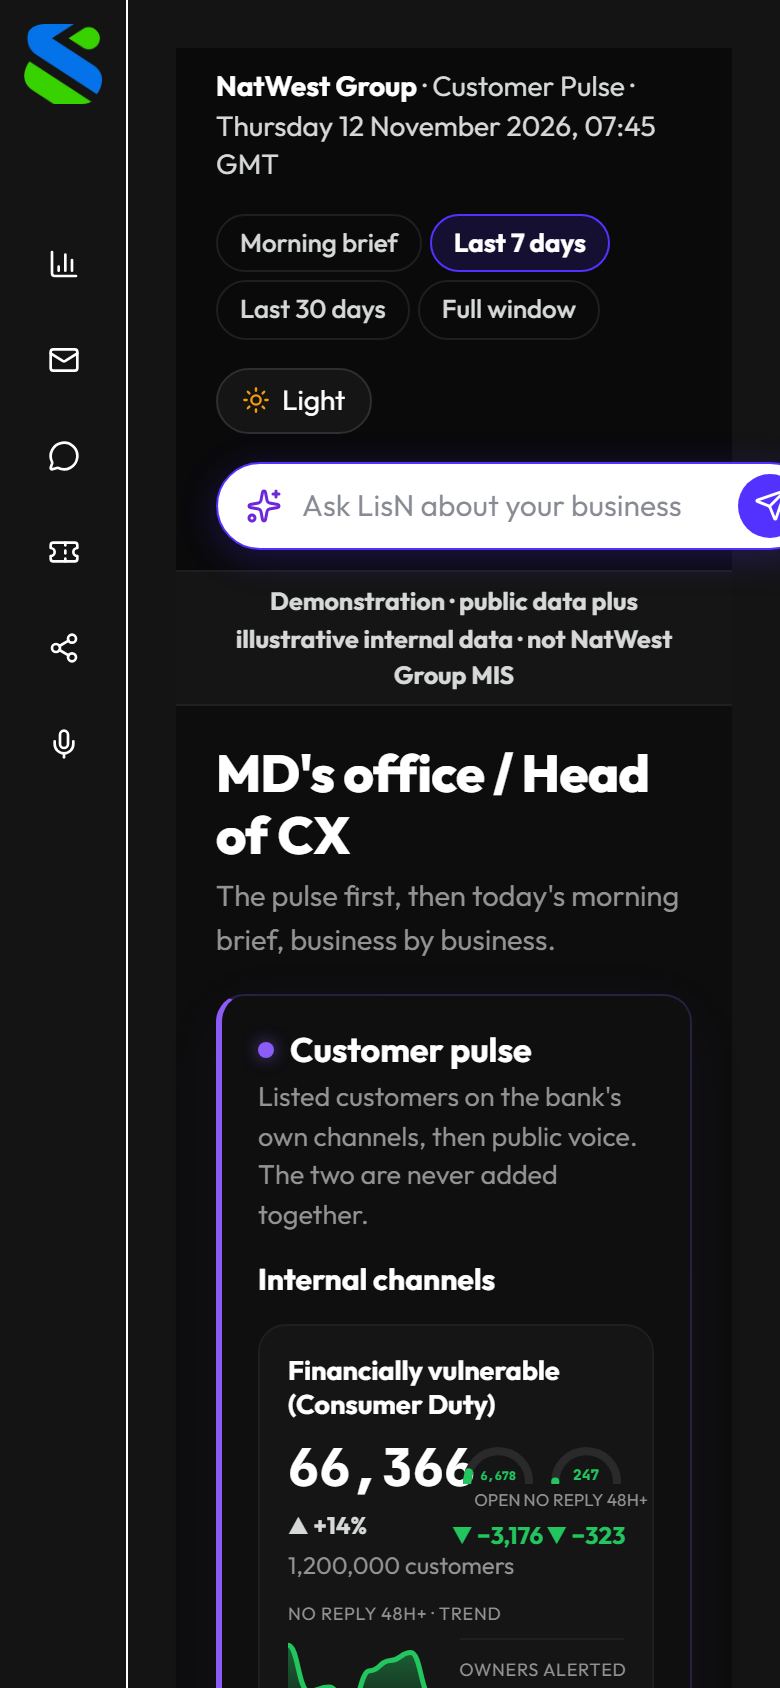 NatWest Group · Customer Pulse ·
Thursday 12 November 2026, 07:45
GMT
Morning brief
Last 7 days
Last 30 days
Full window
Light
Ask LisN about your business
Demonstration · public data plus
illustrative internal data · not NatWest
Group MIS
MD's office / Head
of CX
The pulse first, then today's morning
brief, business by business.
Customer pulse
Listed customers on the bank's
own channels, then public voice.
The two are never added
together.
Internal channels
Financially vulnerable
(Consumer Duty)
66,366
6,678
247
OPEN
NO REPLY 48H+
▲ +14%
▼ −3,176
▼ −323
1,200,000 customers
NO REPLY 48H+ · TREND
OWNERS ALERTED